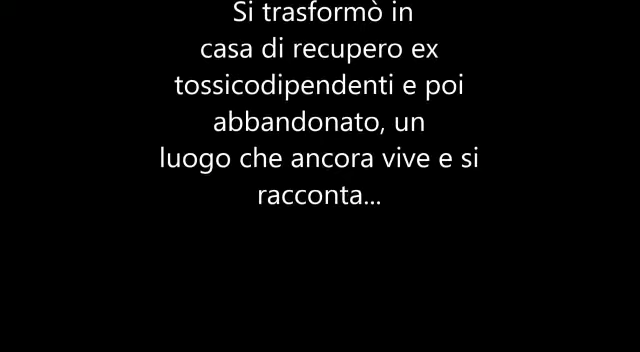 Si trasformò in
casa di recupero ex
tossicodipendenti e poi
abbandonato, un
luogo che ancora vive e si
racconta...